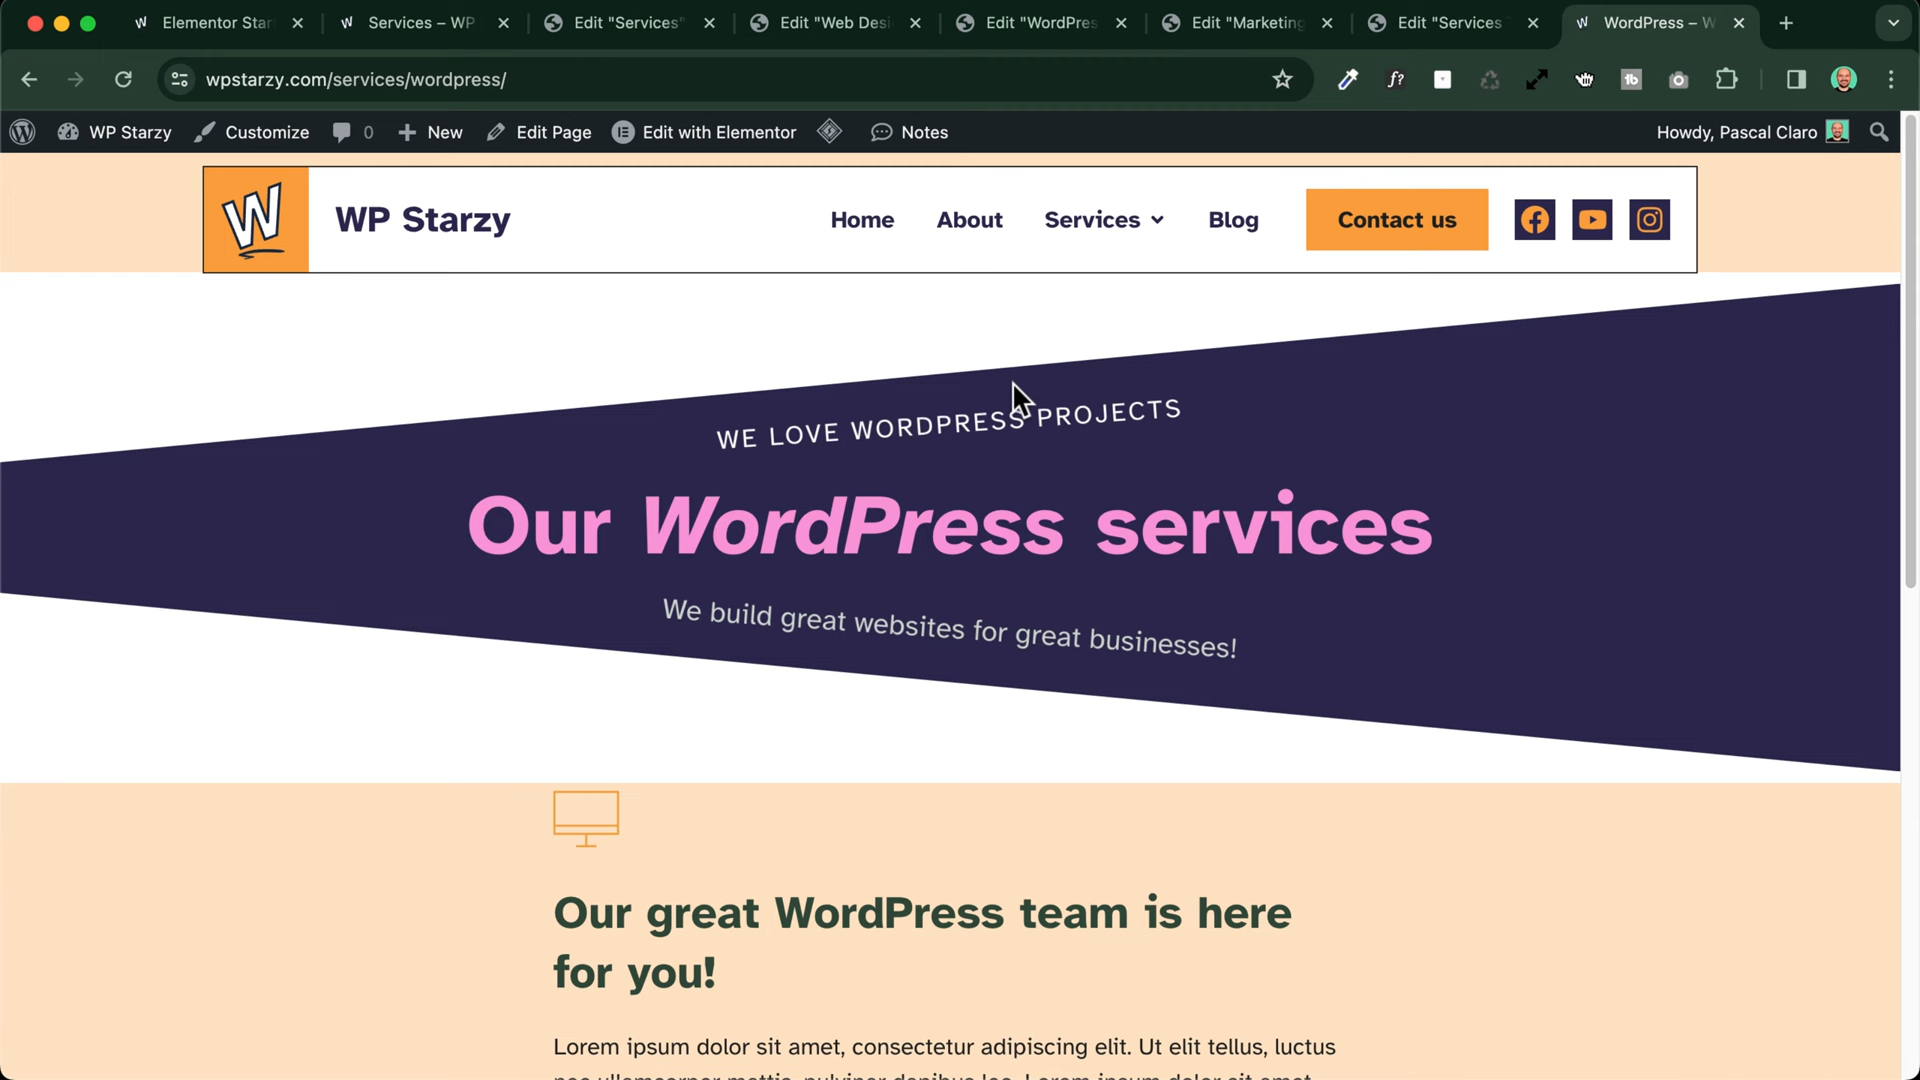 Elementor Star
Services – WP
Edit "Services"
Edit "Web Desi
Edit "WordPres
Edit "Marketing
Edit "Services
WordPress – W
wpstarzy.com/services/wordpress/
f?
tb
WP Starzy
Customize
0
New
Edit Page
Edit with Elementor
Notes
Howdy, Pascal Claro
W
WP Starzy
Home
About
Services
Blog
Contact us
WE LOVE WORDPRESS PROJECTS
Our WordPress services
We build great websites for great businesses!
Our great WordPress team is here
for you!
Lorem ipsum dolor sit amet, consectetur adipiscing elit. Ut elit tellus, luctus